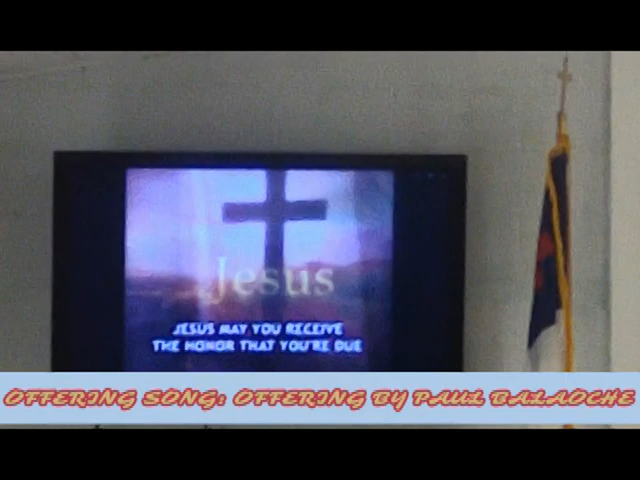 Jesus
JESUS MAY YOU RECEIVE
THE HONOR THAT YOU'RE DUE
OFFERING SONG: OFFERING BY PAUL BALAOCHE